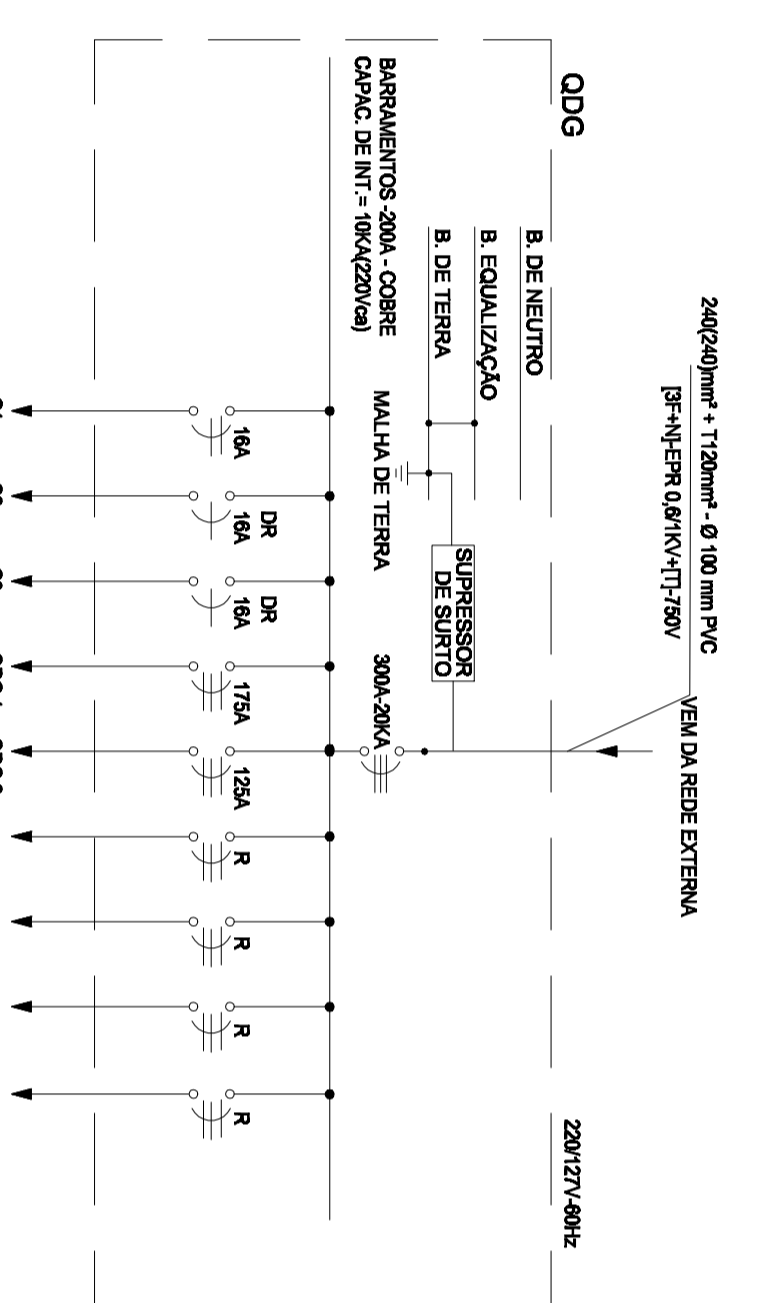 QDG
240(240)mm² + T120mm² - Ø 100 mm PVC
[3F+N]-EPR 0,6/1KV+[T]-750V
VEM DA REDE EXTERNA
220/127V-60Hz
B. DE NEUTRO
B. EQUALIZAÇÃO
B. DE TERRA
SUPRESSOR
DE SURTO
BARRAMENTOS -200A - COBRE
CAPAC. DE INT.= 10KA(220Vca)
MALHA DE TERRA
300A-20KA
16A
DR
16A
DR
16A
175A
125A
R
R
R
R